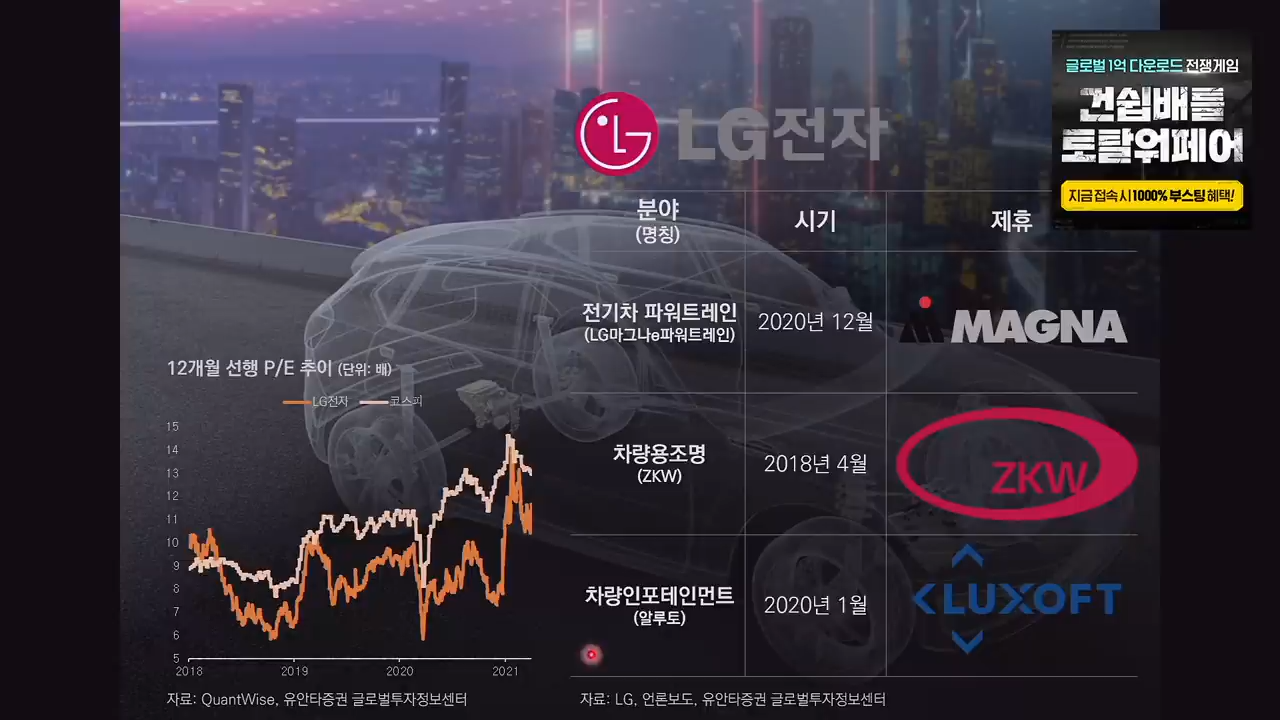 글로벌 1억 다운로드 전쟁게임
건쉽배틀
토탈워페어
지금 접속 시 1000% 부스팅 혜택!
LG전자
분야
(명칭)
시기
제휴
전기차 파워트레인
(LG마그나e파워트레인)
2020년 12월
MAGNA
차량용조명
(ZKW)
2018년 4월
ZKW
차량인포테인먼트
(알루토)
2020년 1월
LUXOFT
자료: LG, 언론보도, 유안타증권 글로벌투자정보센터
12개월 선행 P/E 추이 (단위: 배)
LG전자 코스피
15
14
13
12
11
10
9
8
7
6
5
2018 2019 2020 2021
자료: QuantWise, 유안타증권 글로벌투자정보센터